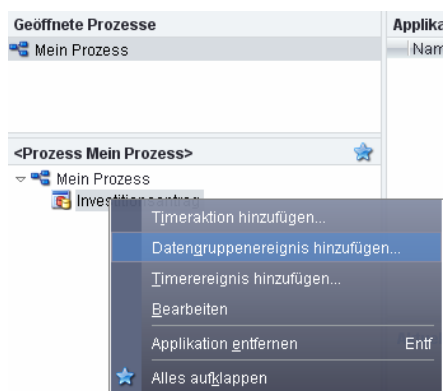 Geöffnete Prozesse
Mein Prozess
Applika
Nam
<Prozess Mein Prozess>
Mein Prozess
Investitionsantrag
Timeraktion hinzufügen...
Datengruppenereignis hinzufügen...
Timerereignis hinzufügen...
Bearbeiten
Applikation entfernen Entf
Alles aufklappen